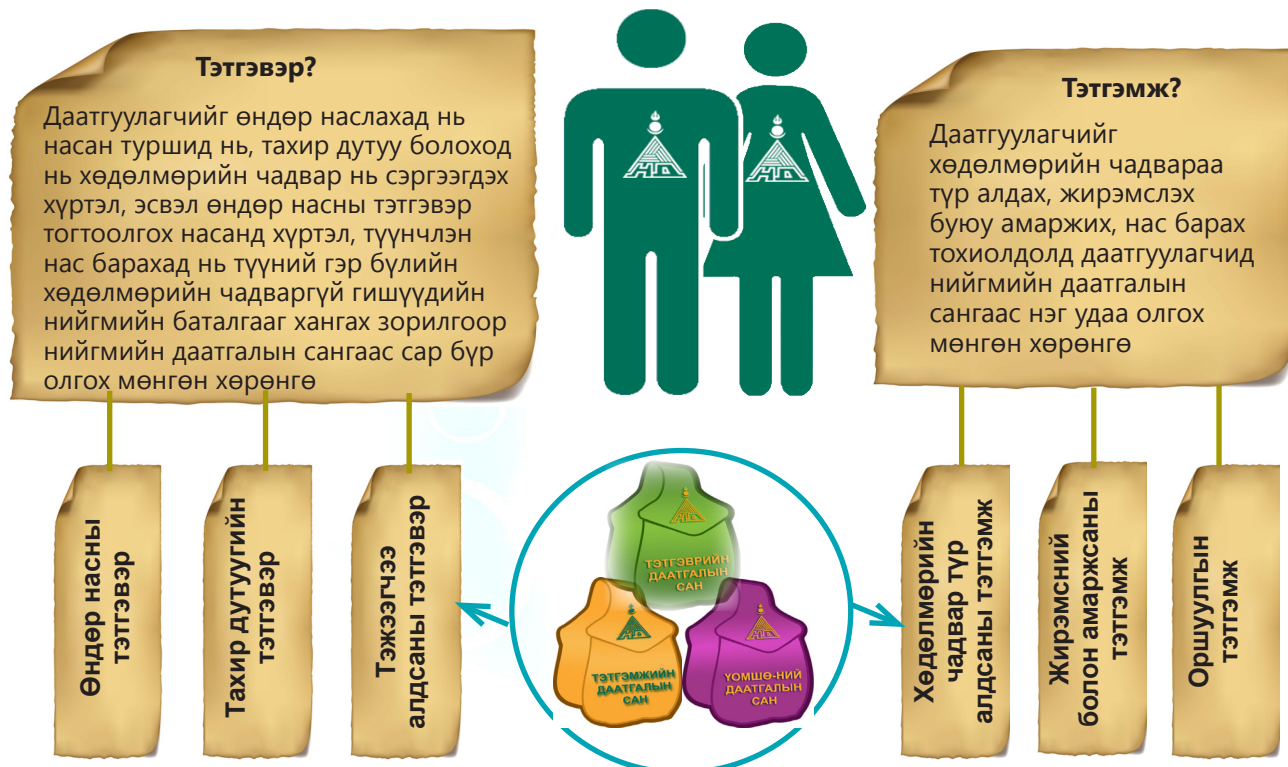 Тэтгэвэр?
Даатгуулагчийг өндөр наслахад нь
насан туршид нь, тахир дутуу болоход
нь хөдөлмөрийн чадвар нь сэргээгдэх
хүртэл, эсвэл өндөр насны тэтгэвэр
тогтоолгох насанд хүртэл, түүнчлэн
нас барахад нь түүний гэр бүлийн
хөдөлмөрийн чадваргүй гишүүдийн
нийгмийн баталгааг хангах зорилгоор
нийгмийн даатгалын сангаас сар бүр
олгох мөнгөн хөрөнгө
Тэтгэмж?
Даатгуулагчийг
хөдөлмөрийн чадвараа
түр алдах, жирэмслэх
буюу амаржих, нас барах
тохиолдолд даатгуулагчид
нийгмийн даатгалын
сангаас нэг удаа олгох
мөнгөн хөрөнгө
НД
НД
Өндөр насны
тэтгэвэр
Тахир дутуугийн
тэтгэвэр
Тэжээгчээ
алдсаны тэтгэвэр
НД
ТЭТГЭВРИЙН
ДААТГАЛЫН
САН
НД
ТЭТГЭМЖИЙН
ДААТГАЛЫН
САН
НД
ҮОМШӨ-НИЙ
ДААТГАЛЫН
САН
Хөдөлмөрийн
чадвар түр
алдсаны тэтгэмж
Жирэмсний
болон амаржсаны
тэтгэмж
Оршуулгын
тэтгэмж